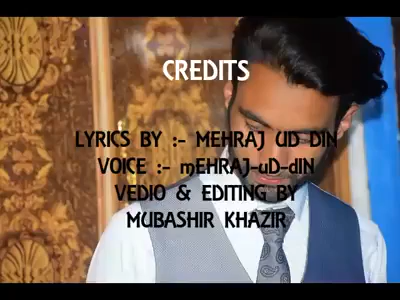 CREDITS
LYRICS BY :- MEHRAJ UD DIN
VOICE :- mEHRAJ-uD-dIN
VEDIO & EDITING BY
MUBASHIR KHAZIR